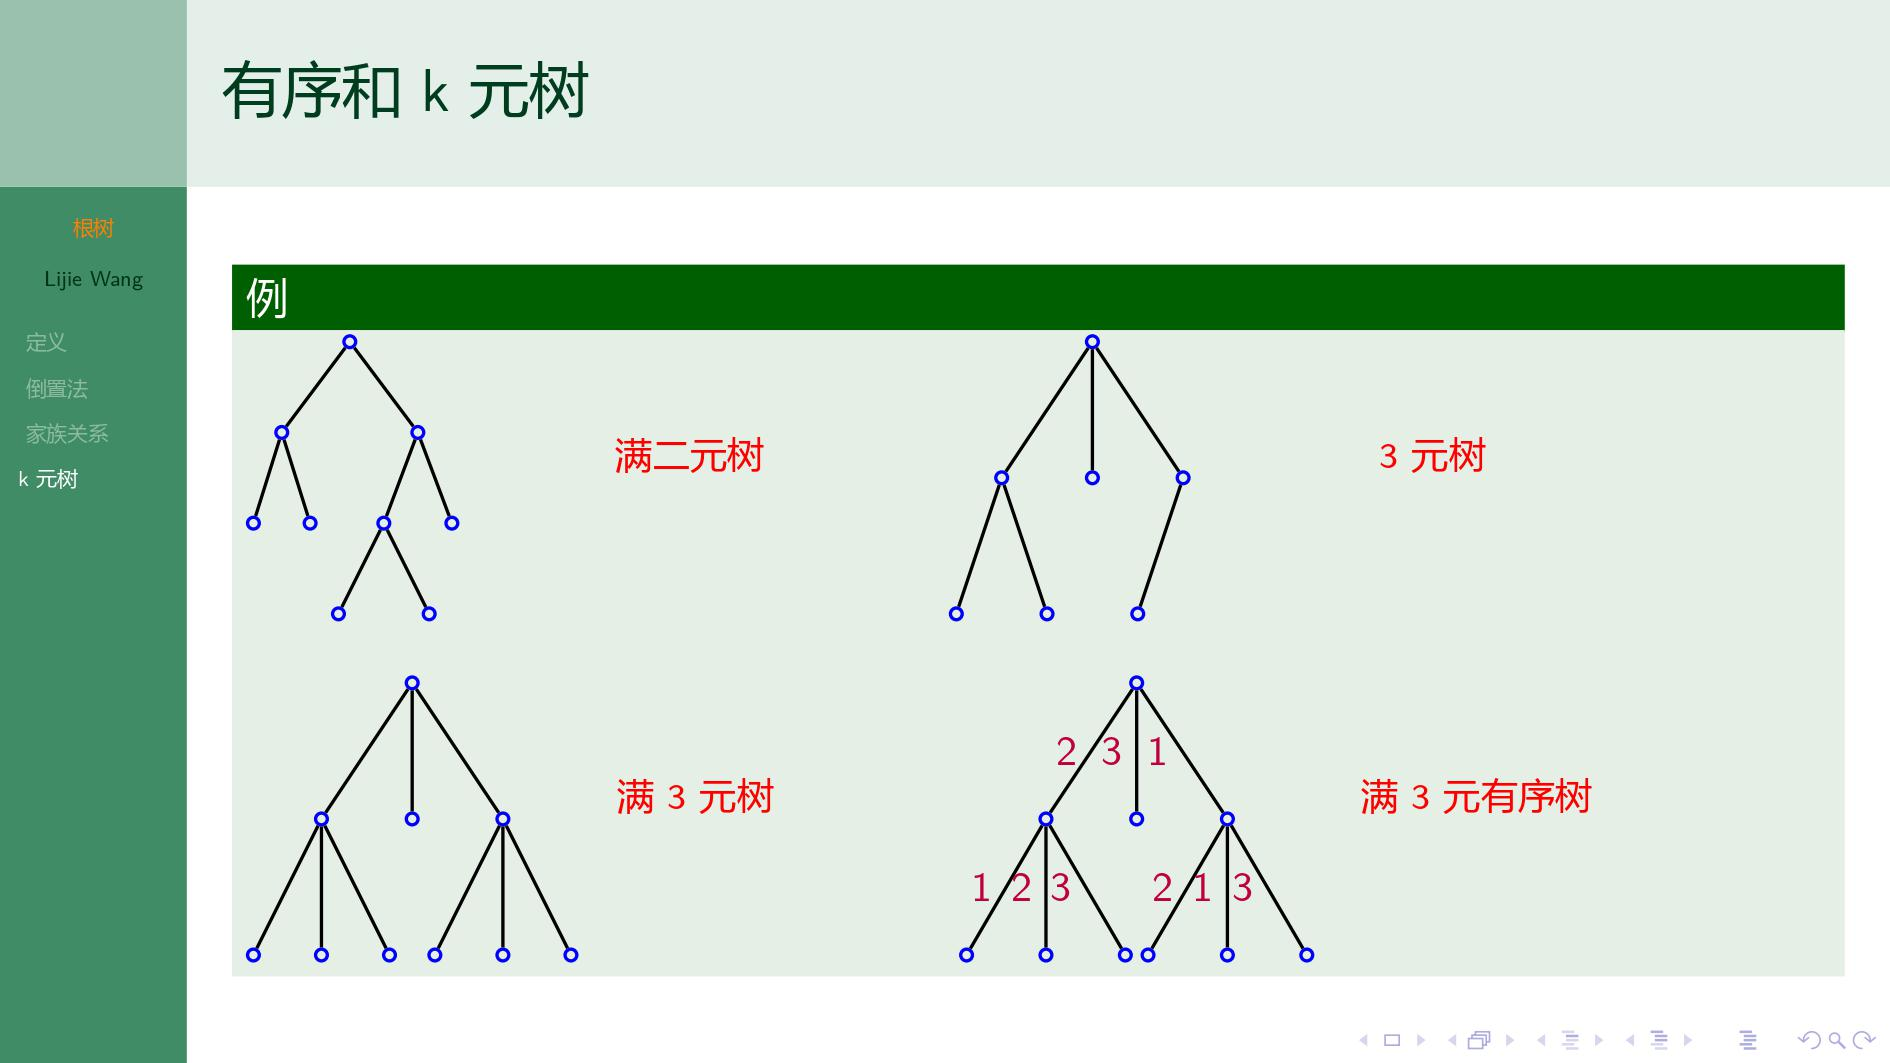 有序和 k 元树
根树
Lijie Wang
定义
倒置法
家族关系
k 元树
例
满二元树
3 元树
满 3 元树
2 3 1
满 3 元有序树
1 2 3 2 1 3